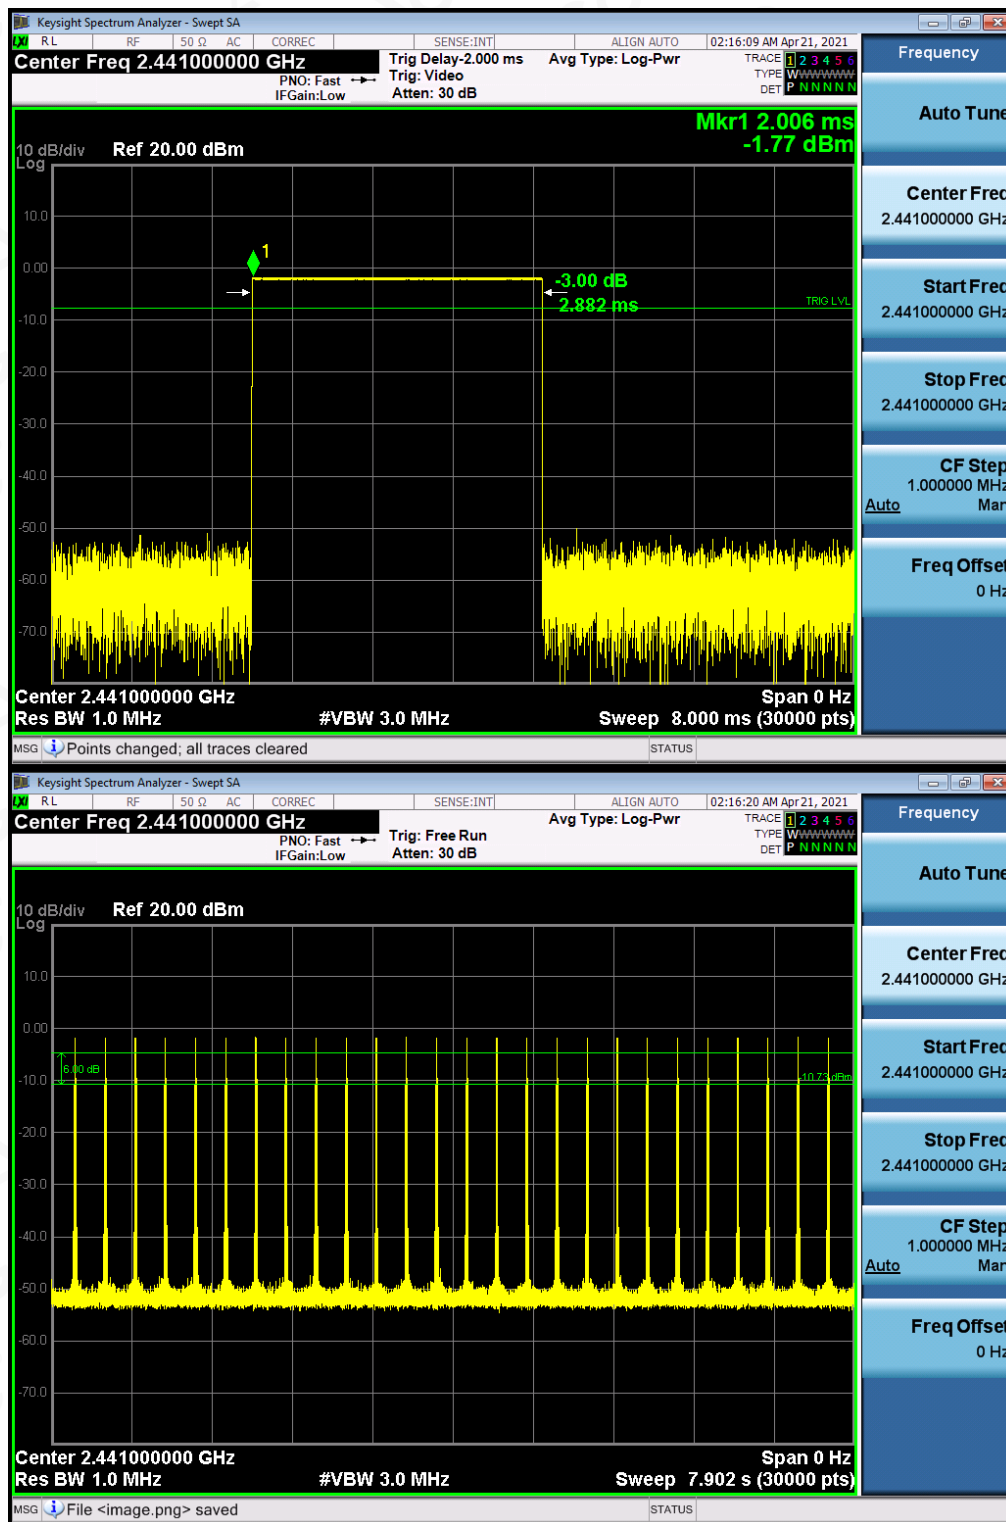 Keysight Spectrum Analyzer - Swept SA
LXI RL RF 50 Ω AC CORREC SENSE:INT ALIGN AUTO 02:16:09 AM Apr 21, 2021
Center Freq 2.441000000 GHz
PNO: Fast
IFGain:Low
Trig Delay-2.000 ms
Trig: Video
Atten: 30 dB
Avg Type: Log-Pwr
TRACE 1 2 3 4 5 6
TYPE WWWWWWW
DET P N N N N N
Mkr1 2.006 ms
-1.77 dBm
10 dB/div Ref 20.00 dBm
Log
10.0
1
0.00
-3.00 dB
2.882 ms
TRIG LVL
-10.0
-20.0
-30.0
-40.0
-50.0
-60.0
-70.0
Center 2.441000000 GHz Span 0 Hz
Res BW 1.0 MHz #VBW 3.0 MHz Sweep 8.000 ms (30000 pts)
MSG Points changed; all traces cleared STATUS
Frequency
Auto Tune
Center Freq
2.441000000 GHz
Start Freq
2.441000000 GHz
Stop Freq
2.441000000 GHz
CF Step
1.000000 MHz
Auto Man
Freq Offset
0 Hz
Keysight Spectrum Analyzer - Swept SA
LXI RL RF 50 Ω AC CORREC SENSE:INT ALIGN AUTO 02:16:20 AM Apr 21, 2021
Center Freq 2.441000000 GHz
PNO: Fast
IFGain:Low
Trig: Free Run
Atten: 30 dB
Avg Type: Log-Pwr
TRACE 1 2 3 4 5 6
TYPE WWWWWWW
DET P N N N N N
10 dB/div Ref 20.00 dBm
Log
10.0
0.00
6.00 dB
-10.73 dBm
-10.0
-20.0
-30.0
-40.0
-50.0
-60.0
-70.0
Center 2.441000000 GHz Span 0 Hz
Res BW 1.0 MHz #VBW 3.0 MHz Sweep 7.902 s (30000 pts)
MSG File <image.png> saved STATUS
Frequency
Auto Tune
Center Freq
2.441000000 GHz
Start Freq
2.441000000 GHz
Stop Freq
2.441000000 GHz
CF Step
1.000000 MHz
Auto Man
Freq Offset
0 Hz